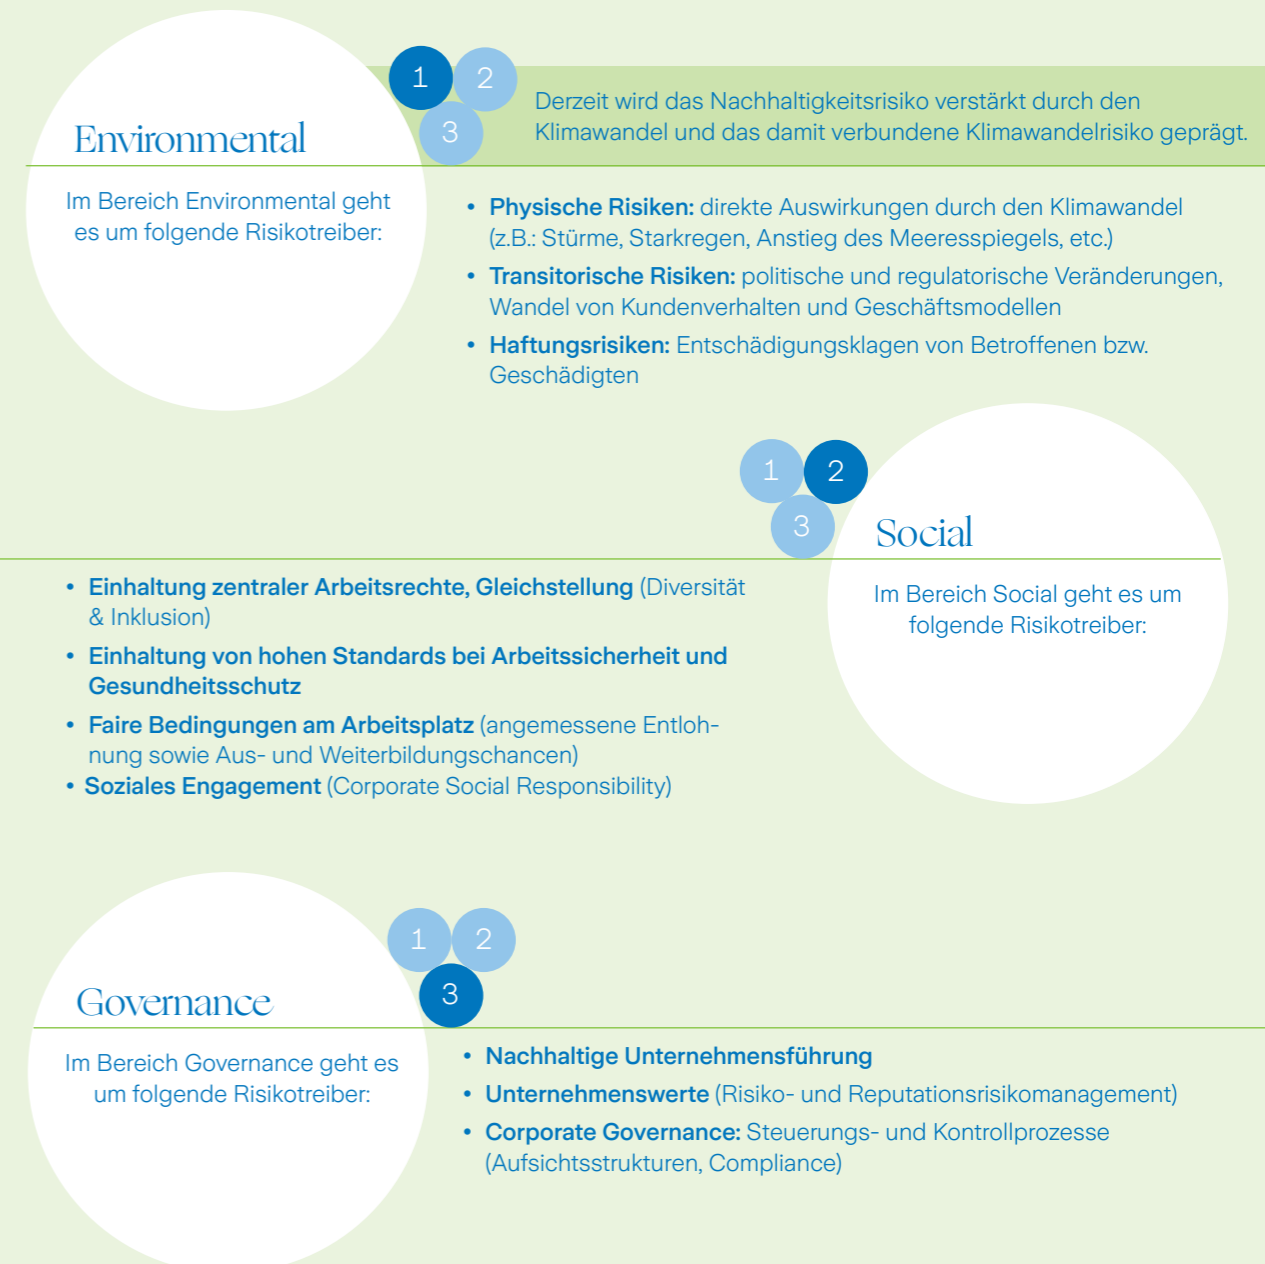 1 2
3
Derzeit wird das Nachhaltigkeitsrisiko verstärkt durch den
Klimawandel und das damit verbundene Klimawandelrisiko geprägt.
Environmental
Im Bereich Environmental geht
es um folgende Risikotreiber:
• Physische Risiken: direkte Auswirkungen durch den Klimawandel
(z.B.: Stürme, Starkregen, Anstieg des Meeresspiegels, etc.)
• Transitorische Risiken: politische und regulatorische Veränderungen,
Wandel von Kundenverhalten und Geschäftsmodellen
• Haftungsrisiken: Entschädigungsklagen von Betroffenen bzw.
Geschädigten
1 2
3
Social
Im Bereich Social geht es um
folgende Risikotreiber:
• Einhaltung zentraler Arbeitsrechte, Gleichstellung (Diversität
& Inklusion)
• Einhaltung von hohen Standards bei Arbeitssicherheit und
Gesundheitsschutz
• Faire Bedingungen am Arbeitsplatz (angemessene Entloh-
nung sowie Aus- und Weiterbildungschancen)
• Soziales Engagement (Corporate Social Responsibility)
1 2
3
Governance
Im Bereich Governance geht es
um folgende Risikotreiber:
• Nachhaltige Unternehmensführung
• Unternehmenswerte (Risiko- und Reputationsrisikomanagement)
• Corporate Governance: Steuerungs- und Kontrollprozesse
(Aufsichtsstrukturen, Compliance)